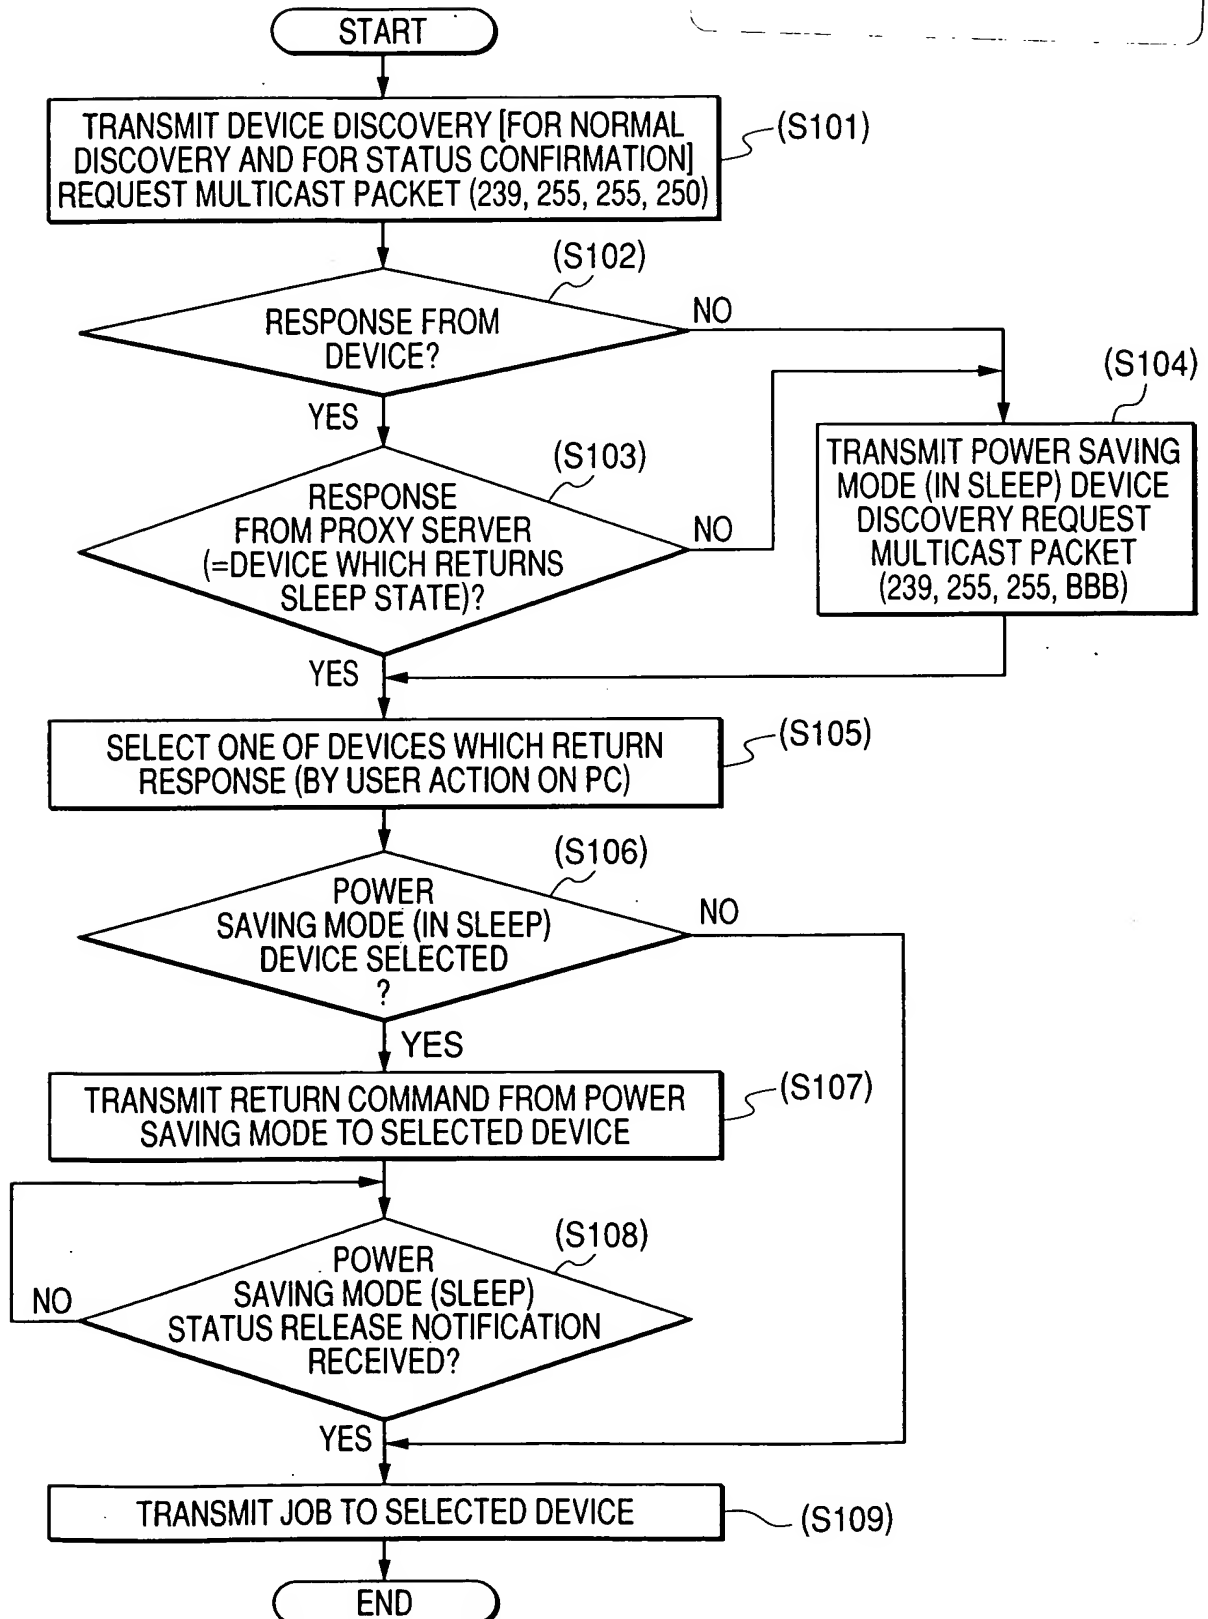 START
TRANSMIT DEVICE DISCOVERY [FOR NORMAL
DISCOVERY AND FOR STATUS CONFIRMATION]
REQUEST MULTICAST PACKET (239, 255, 255, 250)
(S101)
(S102)
RESPONSE FROM
DEVICE?
NO
YES
(S103)
RESPONSE
FROM PROXY SERVER
(=DEVICE WHICH RETURNS
SLEEP STATE)?
NO
(S104)
TRANSMIT POWER SAVING
MODE (IN SLEEP) DEVICE
DISCOVERY REQUEST
MULTICAST PACKET
(239, 255, 255, BBB)
YES
SELECT ONE OF DEVICES WHICH RETURN
RESPONSE (BY USER ACTION ON PC)
(S105)
(S106)
POWER
SAVING MODE (IN SLEEP)
DEVICE SELECTED
?
NO
YES
TRANSMIT RETURN COMMAND FROM POWER
SAVING MODE TO SELECTED DEVICE
(S107)
(S108)
POWER
SAVING MODE (SLEEP)
STATUS RELEASE NOTIFICATION
RECEIVED?
NO
YES
TRANSMIT JOB TO SELECTED DEVICE
(S109)
END